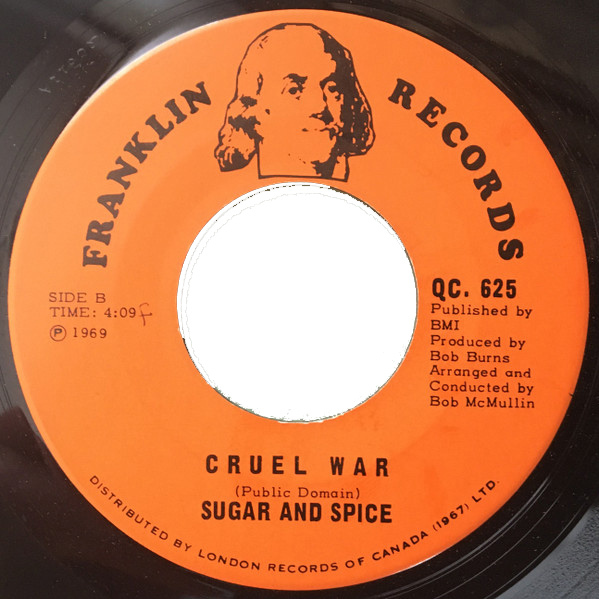 FRANKLIN RECORDS
SIDE B
TIME: 4:09
℗ 1969
QC. 625
Published by
BMI
Produced by
Bob Burns
Arranged and
Conducted by
Bob McMullin
CRUEL WAR
(Public Domain)
SUGAR AND SPICE
DISTRIBUTED BY LONDON RECORDS OF CANADA (1967) LTD.